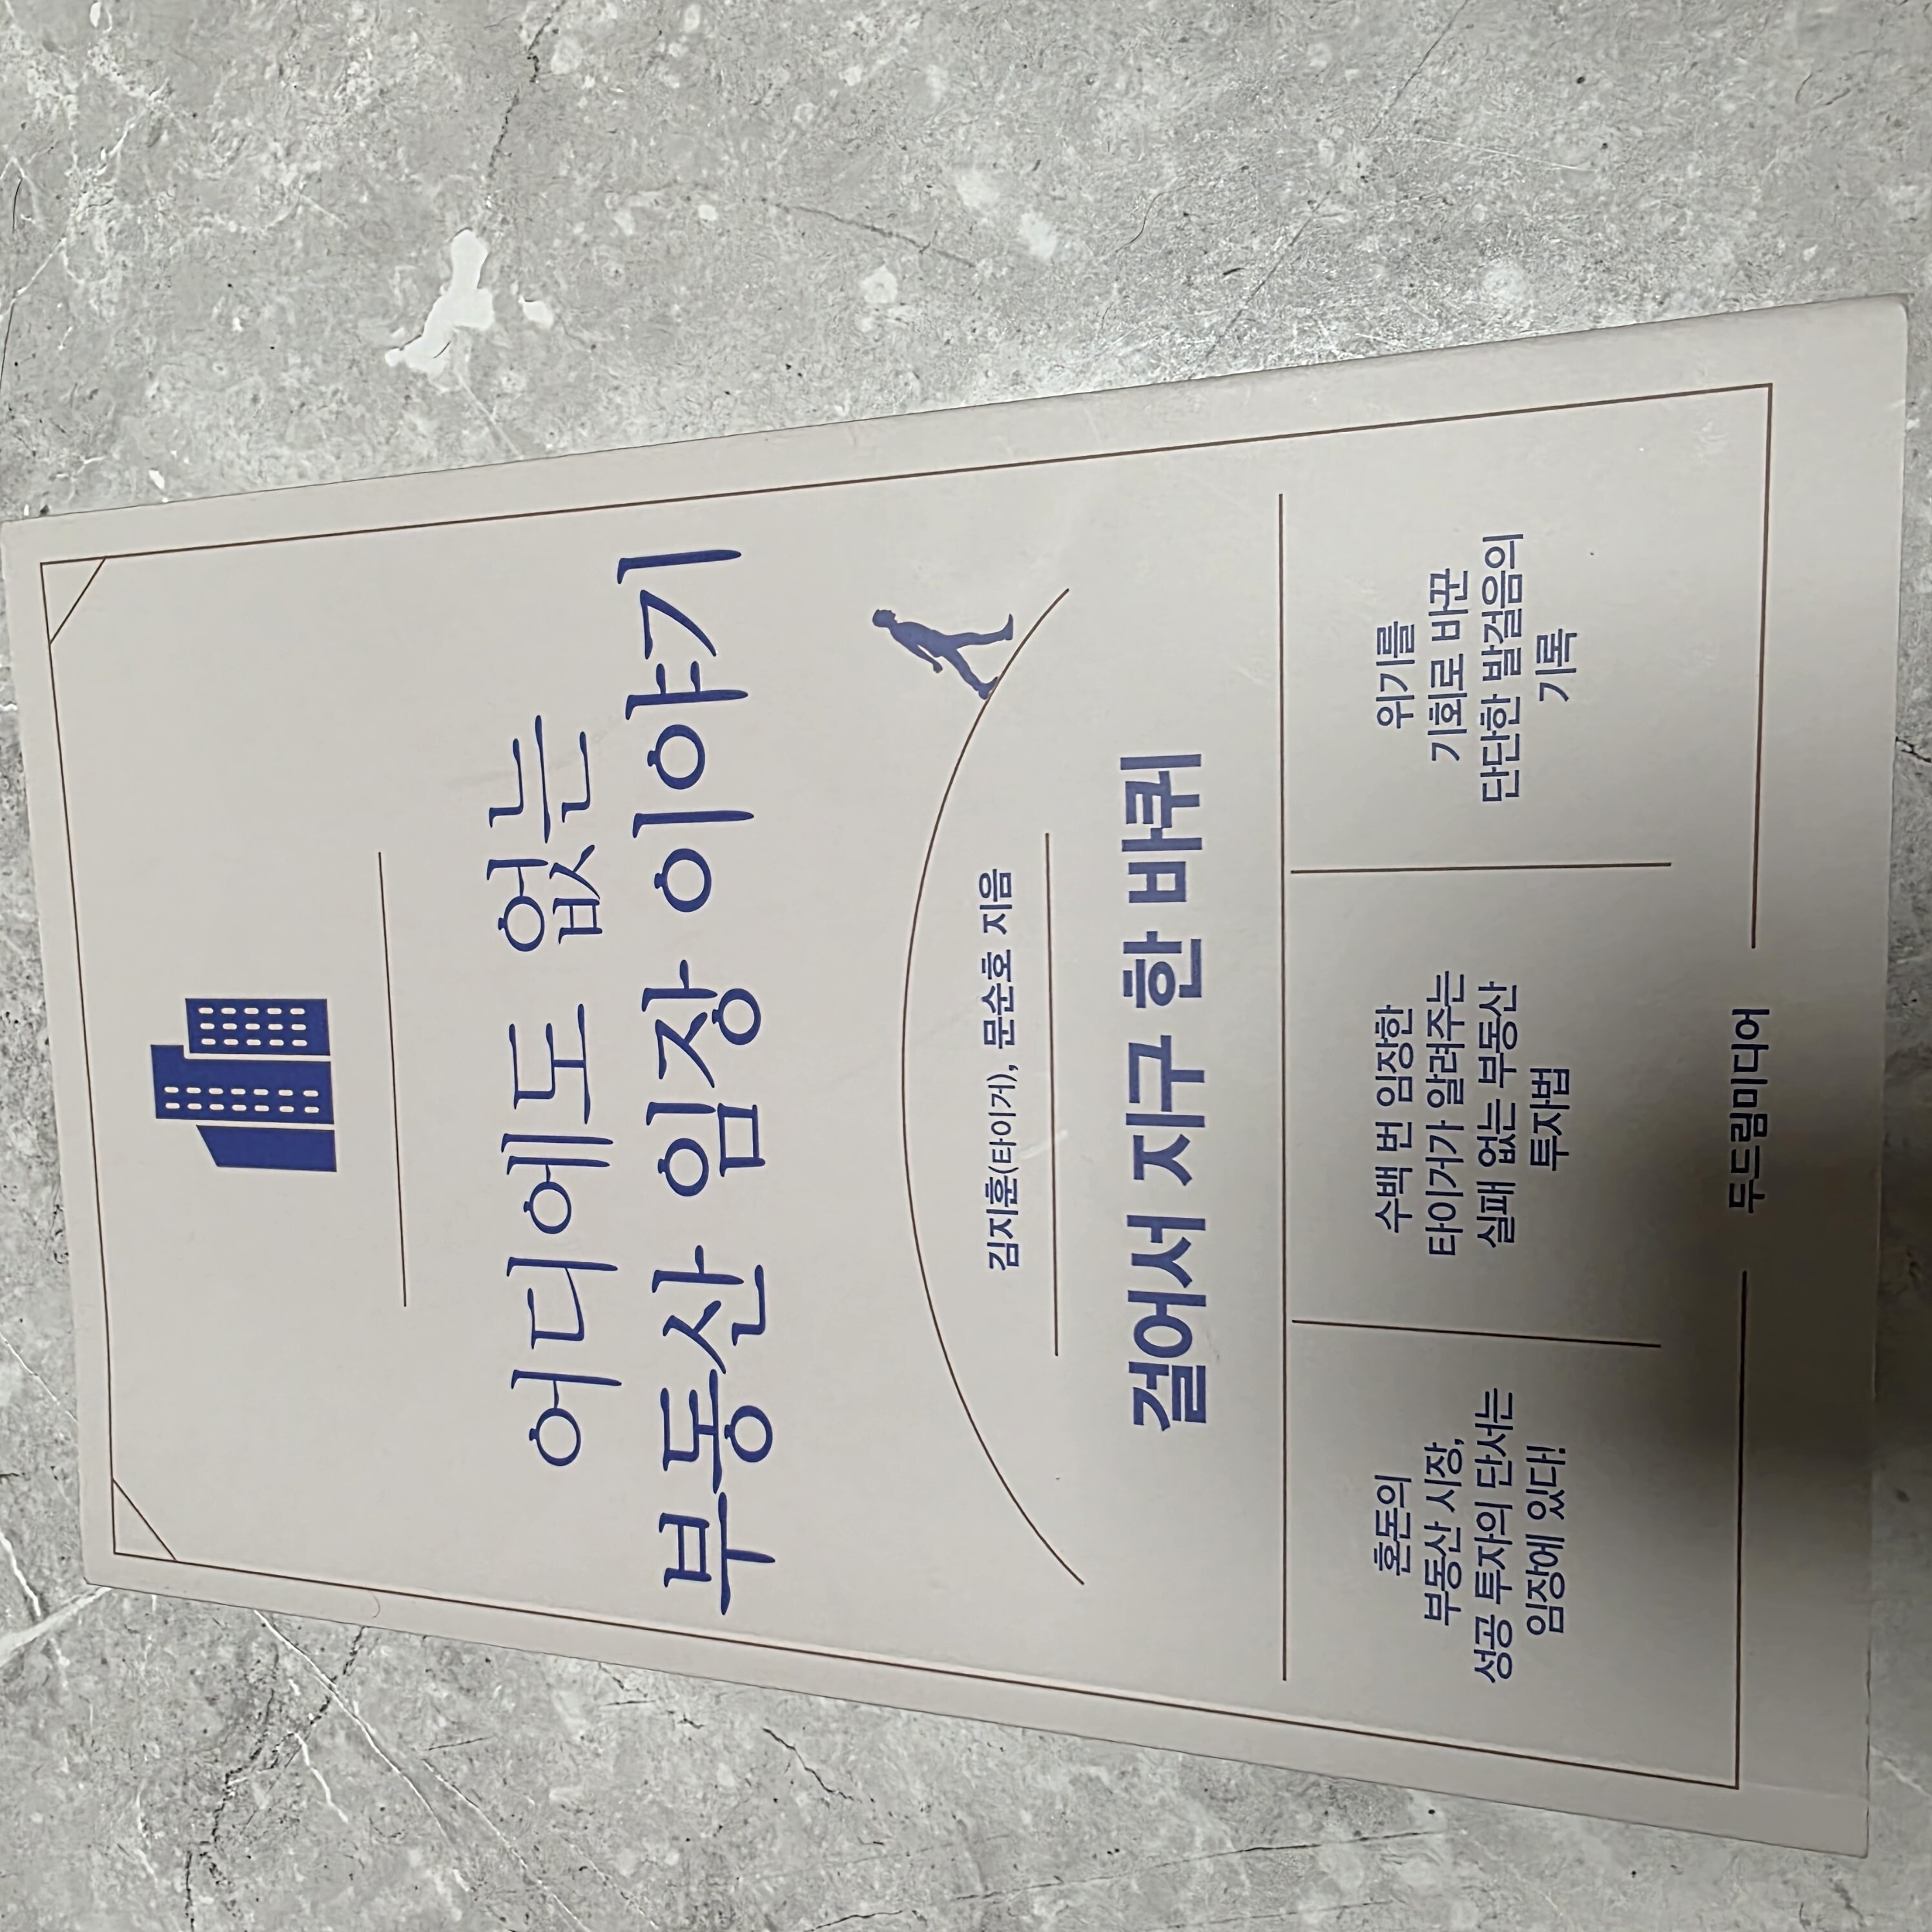 어디에도 없는
부동산 임장 이야기
김지훈(타이거), 문순호 지음
걸어서 지구 한 바퀴
혼돈의
부동산 시장,
성공 투자의 단서는
임장에 있다!
수백 번 임장한
타이거가 알려주는
실패 없는 부동산
투자법
위기를
기회로 바꾼
단단한 발걸음의
기록
두드림미디어